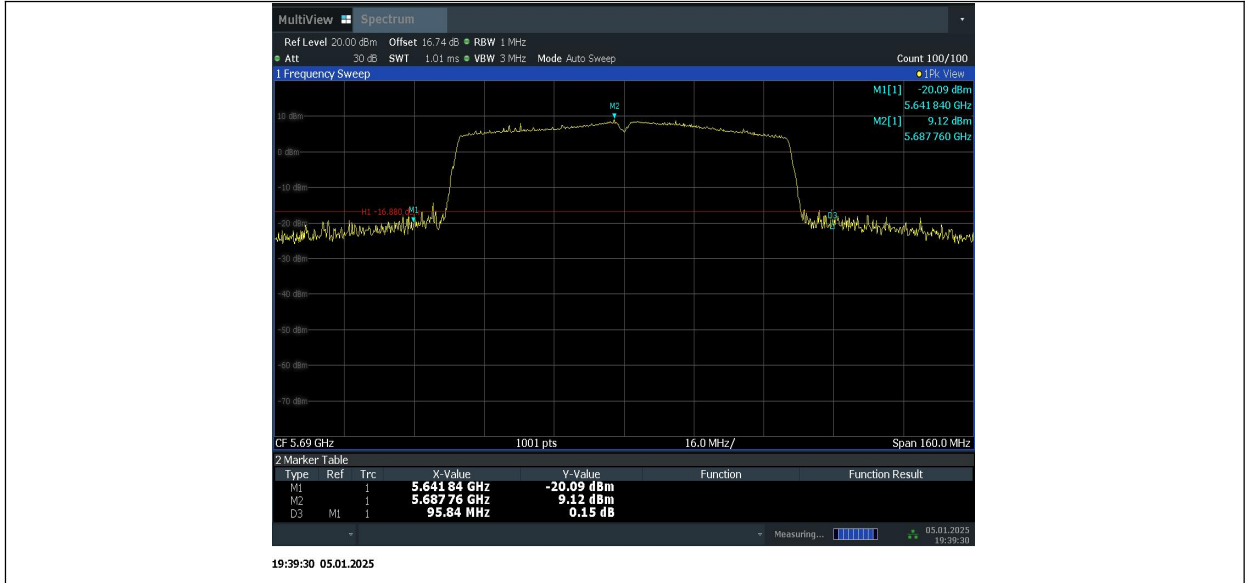 MultiView Spectrum
Ref Level 20.00 dBm Offset 16.74 dB RBW 1 MHz
Att 30 dB SWT 1.01 ms VBW 3 MHz Mode Auto Sweep Count 100/100
1 Frequency Sweep 1Pk View
M1[1] -20.09 dBm
5.641 840 GHz
M2[1] 9.12 dBm
5.687 760 GHz
M2
10 dBm
0 dBm
-10 dBm
H1 -16.880 M1
D3
-20 dBm
-30 dBm
-40 dBm
-50 dBm
-60 dBm
-70 dBm
CF 5.69 GHz 1001 pts 16.0 MHz/ Span 160.0 MHz
2 Marker Table
Type Ref Trc X-Value Y-Value Function Function Result
M1 1 5.641 84 GHz -20.09 dBm
M2 1 5.687 76 GHz 9.12 dBm
D3 M1 1 95.84 MHz 0.15 dB
Measuring... 05.01.2025
19:39:30
19:39:30 05.01.2025